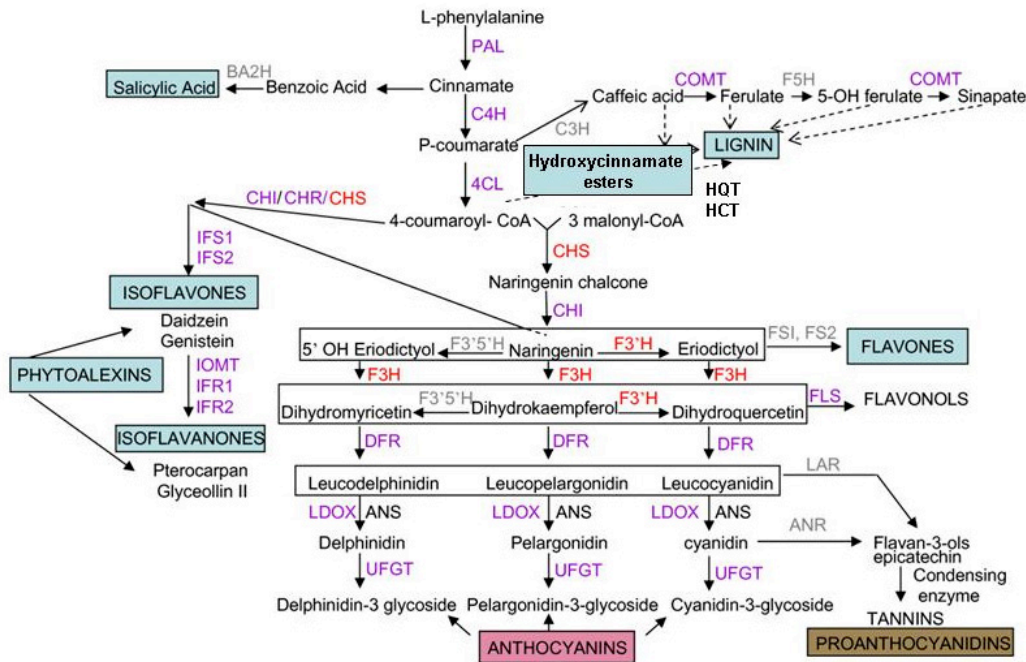 L-phenylalanine
PAL
BA2H
Salicylic Acid
Benzoic Acid
Cinnamate
C4H
COMT
F5H
COMT
Caffeic acid
Ferulate
5-OH ferulate
Sinapate
C3H
P-coumarate
LIGNIN
Hydroxycinnamate
esters
4CL
HQT
HCT
CHI/CHR/CHS
4-coumaroyl- CoA
3 malonyl-CoA
IFS1
IFS2
CHS
Naringenin chalcone
ISOFLAVONES
CHI
Daidzein
Genistein
5' OH Eriodictyol
F3'5'H
Naringenin
F3'H
Eriodictyol
FSI, FS2
FLAVONES
PHYTOALEXINS
IOMT
IFR1
IFR2
F3H
F3H
F3H
Dihydromyricetin
F3'5'H
Dihydrokaempferol
F3'H
Dihydroquercetin
FLS
FLAVONOLS
ISOFLAVANONES
DFR
DFR
DFR
Pterocarpan
Glyceollin II
Leucodelphinidin
Leucopelargonidin
Leucocyanidin
LAR
LDOX ANS
LDOX ANS
LDOX ANS
Delphinidin
Pelargonidin
cyanidin
ANR
Flavan-3-ols
epicatechin
UFGT
UFGT
UFGT
Condensing
enzyme
Delphinidin-3 glycoside
Pelargonidin-3-glycoside
Cyanidin-3-glycoside
TANNINS
ANTHOCYANINS
PROANTHOCYANIDINS